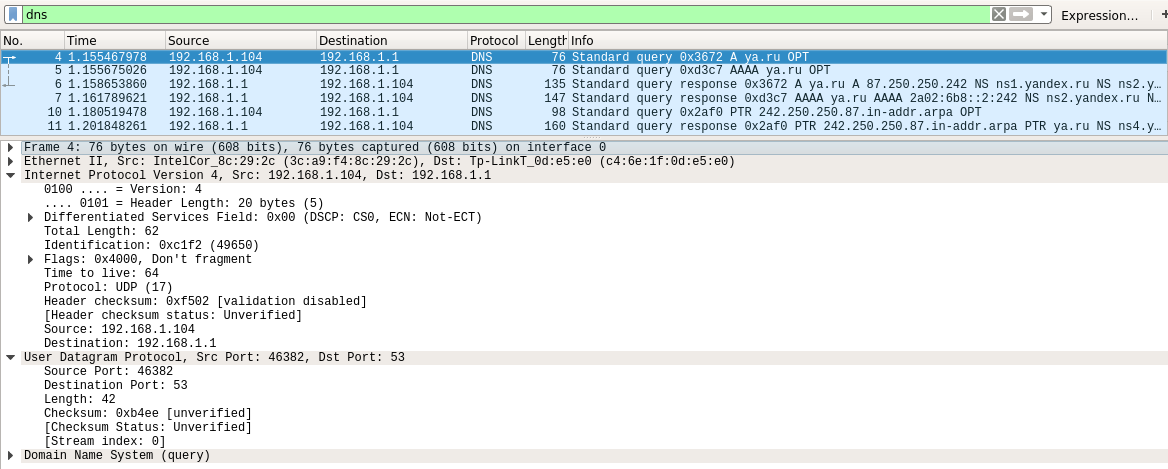 dns
Expression...
No. Time Source Destination Protocol Length Info
4 1.155467978 192.168.1.104 192.168.1.1 DNS 76 Standard query 0x3672 A ya.ru OPT
5 1.155675026 192.168.1.104 192.168.1.1 DNS 76 Standard query 0xd3c7 AAAA ya.ru OPT
6 1.158653860 192.168.1.1 192.168.1.104 DNS 135 Standard query response 0x3672 A ya.ru A 87.250.250.242 NS ns1.yandex.ru NS ns2.y…
7 1.161789621 192.168.1.1 192.168.1.104 DNS 147 Standard query response 0xd3c7 AAAA ya.ru AAAA 2a02:6b8::2:242 NS ns2.yandex.ru N…
10 1.180519478 192.168.1.104 192.168.1.1 DNS 98 Standard query 0x2af0 PTR 242.250.250.87.in-addr.arpa OPT
11 1.201848261 192.168.1.1 192.168.1.104 DNS 160 Standard query response 0x2af0 PTR 242.250.250.87.in-addr.arpa PTR ya.ru NS ns4.y…
Frame 4: 76 bytes on wire (608 bits), 76 bytes captured (608 bits) on interface 0
Ethernet II, Src: IntelCor_8c:29:2c (3c:a9:f4:8c:29:2c), Dst: Tp-LinkT_0d:e5:e0 (c4:6e:1f:0d:e5:e0)
Internet Protocol Version 4, Src: 192.168.1.104, Dst: 192.168.1.1
0100 .... = Version: 4
.... 0101 = Header Length: 20 bytes (5)
Differentiated Services Field: 0x00 (DSCP: CS0, ECN: Not-ECT)
Total Length: 62
Identification: 0xc1f2 (49650)
Flags: 0x4000, Don't fragment
Time to live: 64
Protocol: UDP (17)
Header checksum: 0xf502 [validation disabled]
[Header checksum status: Unverified]
Source: 192.168.1.104
Destination: 192.168.1.1
User Datagram Protocol, Src Port: 46382, Dst Port: 53
Source Port: 46382
Destination Port: 53
Length: 42
Checksum: 0xb4ee [unverified]
[Checksum Status: Unverified]
[Stream index: 0]
Domain Name System (query)